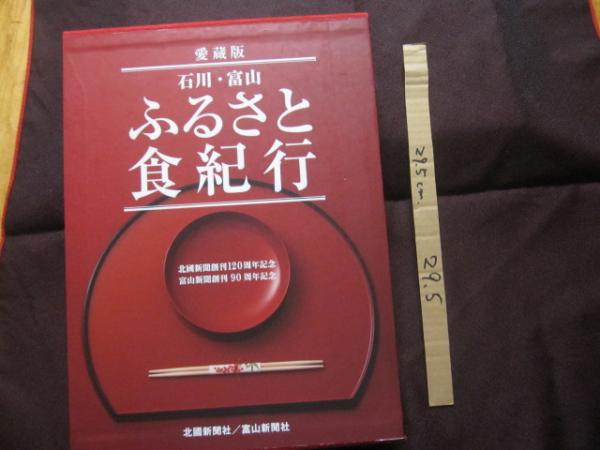 愛蔵版
石川・富山
ふるさと
食紀行
北國新聞創刊120周年記念
富山新聞創刊90周年記念
北國新聞社／富山新聞社
29.5cm.
29.5